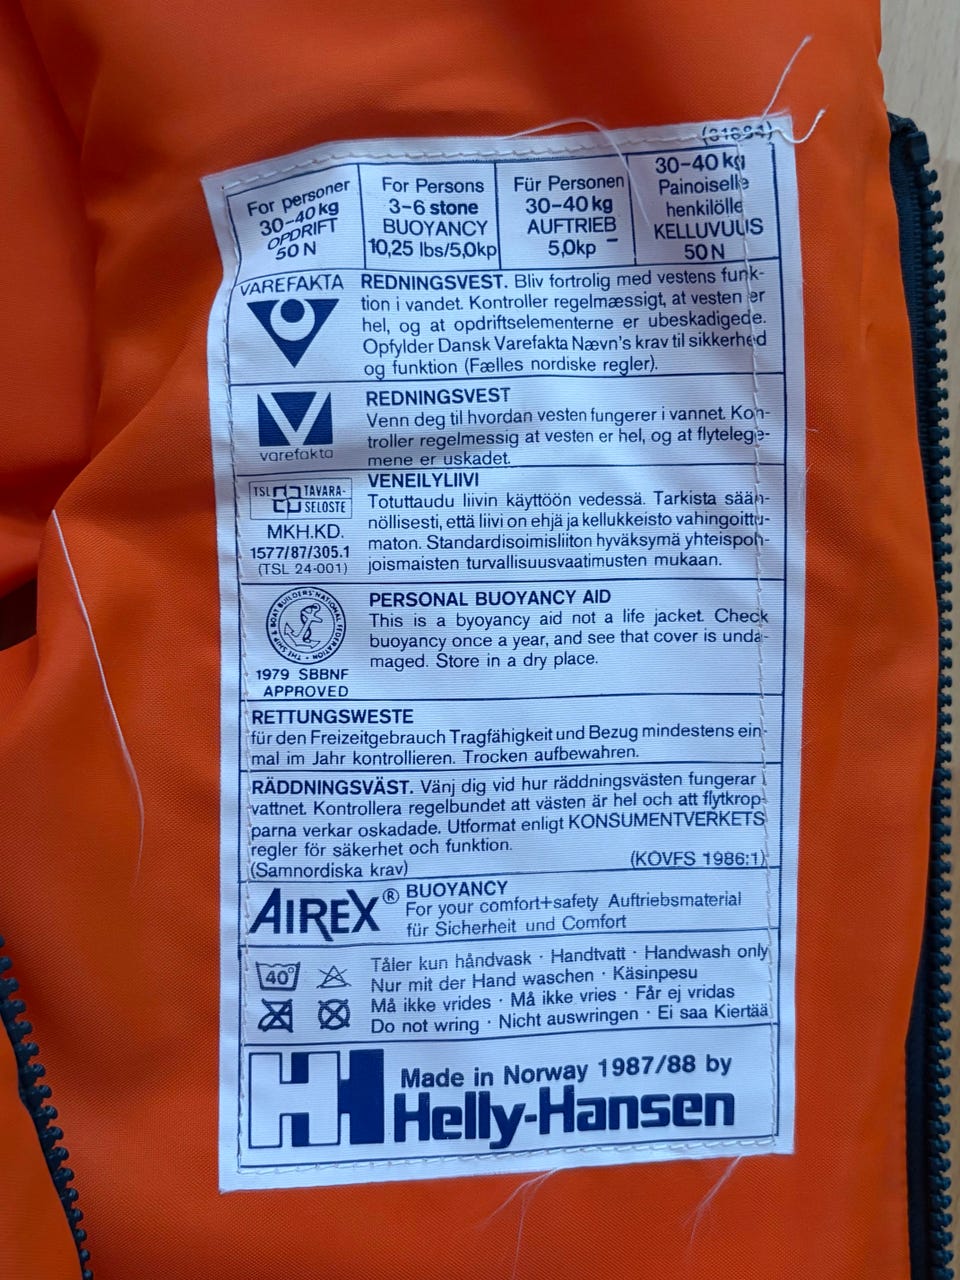 (31694)
For personer
30-40 kg
OPDRIFT
50 N
For Persons
3-6 stone
BUOYANCY
10,25 lbs/5,0kp
Für Personen
30-40 kg
AUFTRIEB
5,0kp
30-40 kg
Painoiselle
henkilölle
KELLUVUUS
50 N
VAREFAKTA
REDNINGSVEST. Bliv fortrolig med vestens funk-
tion i vandet. Kontroller regelmæssigt, at vesten er
hel, og at opdriftselementerne er ubeskadigede.
Opfylder Dansk Varefakta Nævn's krav til sikkerhed
og funktion (Fælles nordiske regler).
varefakta
REDNINGSVEST
Venn deg til hvordan vesten fungerer i vannet. Kon-
troller regelmessig at vesten er hel, og at flytelege-
mene er uskadet.
TSL TAVARA-
SELOSTE
MKH.KD.
1577/87/305.1
(TSL 24-001)
VENEILYLIIVI
Totuttaudu liivin käyttöön vedessä. Tarkista sään-
nöllisesti, että liivi on ehjä ja kellukkeisto vahingoittu-
maton. Standardisoimisliiton hyväksymä yhteispoh-
joismaisten turvallisuusvaatimusten mukaan.
THE SHIP & BOAT BUILDERS' NATIONAL FEDERATION
1979 SBBNF
APPROVED
PERSONAL BUOYANCY AID
This is a byoyancy aid not a life jacket. Check
buoyancy once a year, and see that cover is unda-
maged. Store in a dry place.
RETTUNGSWESTE
für den Freizeitgebrauch Tragfähigkeit und Bezug mindestens ein-
mal im Jahr kontrollieren. Trocken aufbewahren.
RÄDDNINGSVÄST. Vänj dig vid hur räddningsvästen fungerar i
vattnet. Kontrollera regelbundet att västen är hel och att flytkrop-
parna verkar oskadade. Utformat enligt KONSUMENTVERKETS
regler för säkerhet och funktion.
(Samnordiska krav) (KOVFS 1986:1)
AIREX®
BUOYANCY
For your comfort+safety Auftriebsmaterial
für Sicherheit und Comfort
40°
Tåler kun håndvask · Handtvatt · Handwash only
Nur mit der Hand waschen · Käsinpesu
Må ikke vrides · Må ikke vries · Får ej vridas
Do not wring · Nicht auswringen · Ei saa Kiertää
Made in Norway 1987/88 by
Helly-Hansen